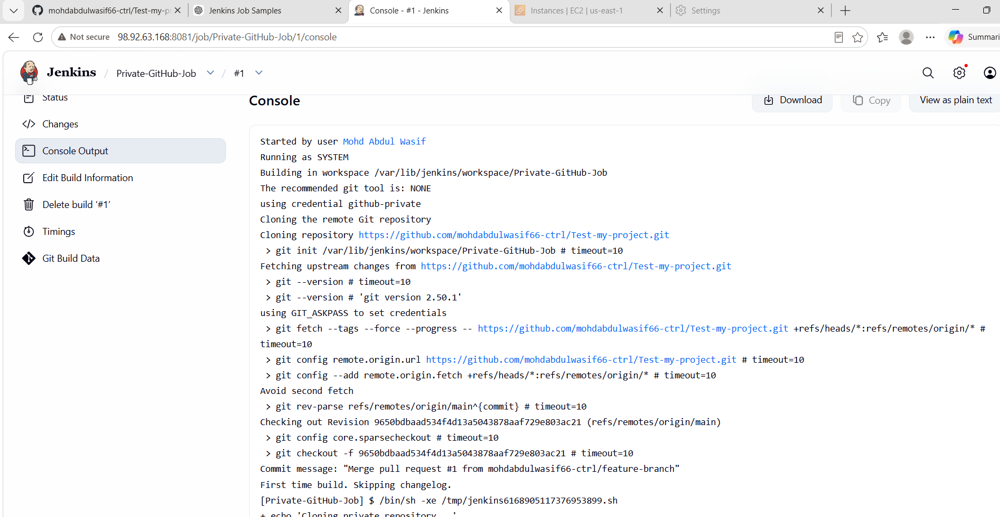 mohdabdulwasif66-ctrl/Test-my-pr
Jenkins Job Samples
Console - #1 - Jenkins
Instances | EC2 | us-east-1
Settings
Not secure
98.92.63.168:8081/job/Private-GitHub-Job/1/console
Summari
Jenkins / Private-GitHub-Job / #1
Status
Changes
Console Output
Edit Build Information
Delete build ‘#1’
Timings
Git Build Data
Console
Download
Copy
View as plain text
Started by user Mohd Abdul Wasif
Running as SYSTEM
Building in workspace /var/lib/jenkins/workspace/Private-GitHub-Job
The recommended git tool is: NONE
using credential github-private
Cloning the remote Git repository
Cloning repository https://github.com/mohdabdulwasif66-ctrl/Test-my-project.git
> git init /var/lib/jenkins/workspace/Private-GitHub-Job # timeout=10
Fetching upstream changes from https://github.com/mohdabdulwasif66-ctrl/Test-my-project.git
> git --version # timeout=10
> git --version # 'git version 2.50.1'
using GIT_ASKPASS to set credentials
> git fetch --tags --force --progress -- https://github.com/mohdabdulwasif66-ctrl/Test-my-project.git +refs/heads/*:refs/remotes/origin/* #
timeout=10
> git config remote.origin.url https://github.com/mohdabdulwasif66-ctrl/Test-my-project.git # timeout=10
> git config --add remote.origin.fetch +refs/heads/*:refs/remotes/origin/* # timeout=10
Avoid second fetch
> git rev-parse refs/remotes/origin/main^{commit} # timeout=10
Checking out Revision 9650bdbaad534f4d13a5043878aaf729e803ac21 (refs/remotes/origin/main)
> git config core.sparsecheckout # timeout=10
> git checkout -f 9650bdbaad534f4d13a5043878aaf729e803ac21 # timeout=10
Commit message: "Merge pull request #1 from mohdabdulwasif66-ctrl/feature-branch"
First time build. Skipping changelog.
[Private-GitHub-Job] $ /bin/sh -xe /tmp/jenkins6168905117376953899.sh
+ echo 'Cloning private repository...'